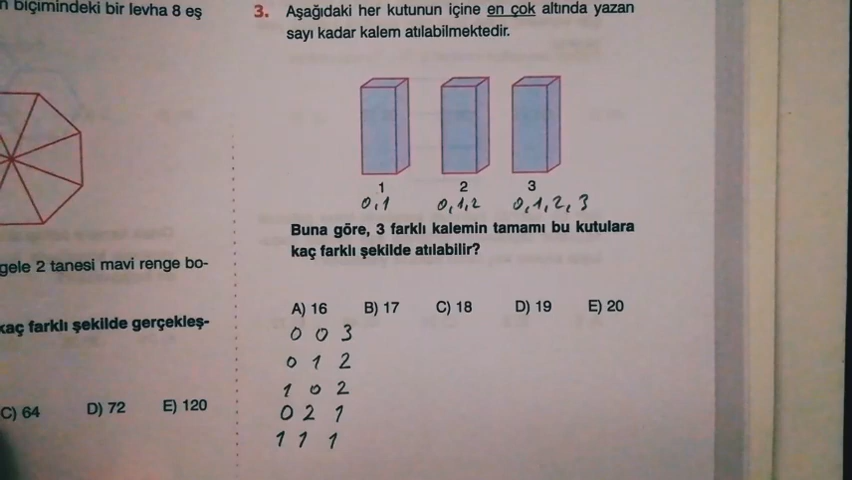 n biçimindeki bir levha 8 eş
gele 2 tanesi mavi renge bo-
kaç farklı şekilde gerçekleş-
C) 64 D) 72 E) 120
3. Aşağıdaki her kutunun içine en çok altında yazan
sayı kadar kalem atılabilmektedir.
1 2 3
0,1 0,1,2 0,1,2,3
Buna göre, 3 farklı kalemin tamamı bu kutulara
kaç farklı şekilde atılabilir?
A) 16 B) 17 C) 18 D) 19 E) 20
0 0 3
0 1 2
1 0 2
0 2 1
1 1 1